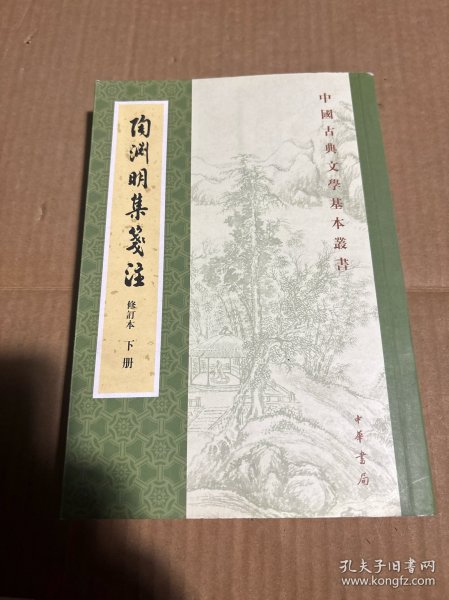 中國古典文學基本叢書
陶淵明集箋注
修訂本
下册
中華書局
孔夫子旧书网
www.kongfz.com